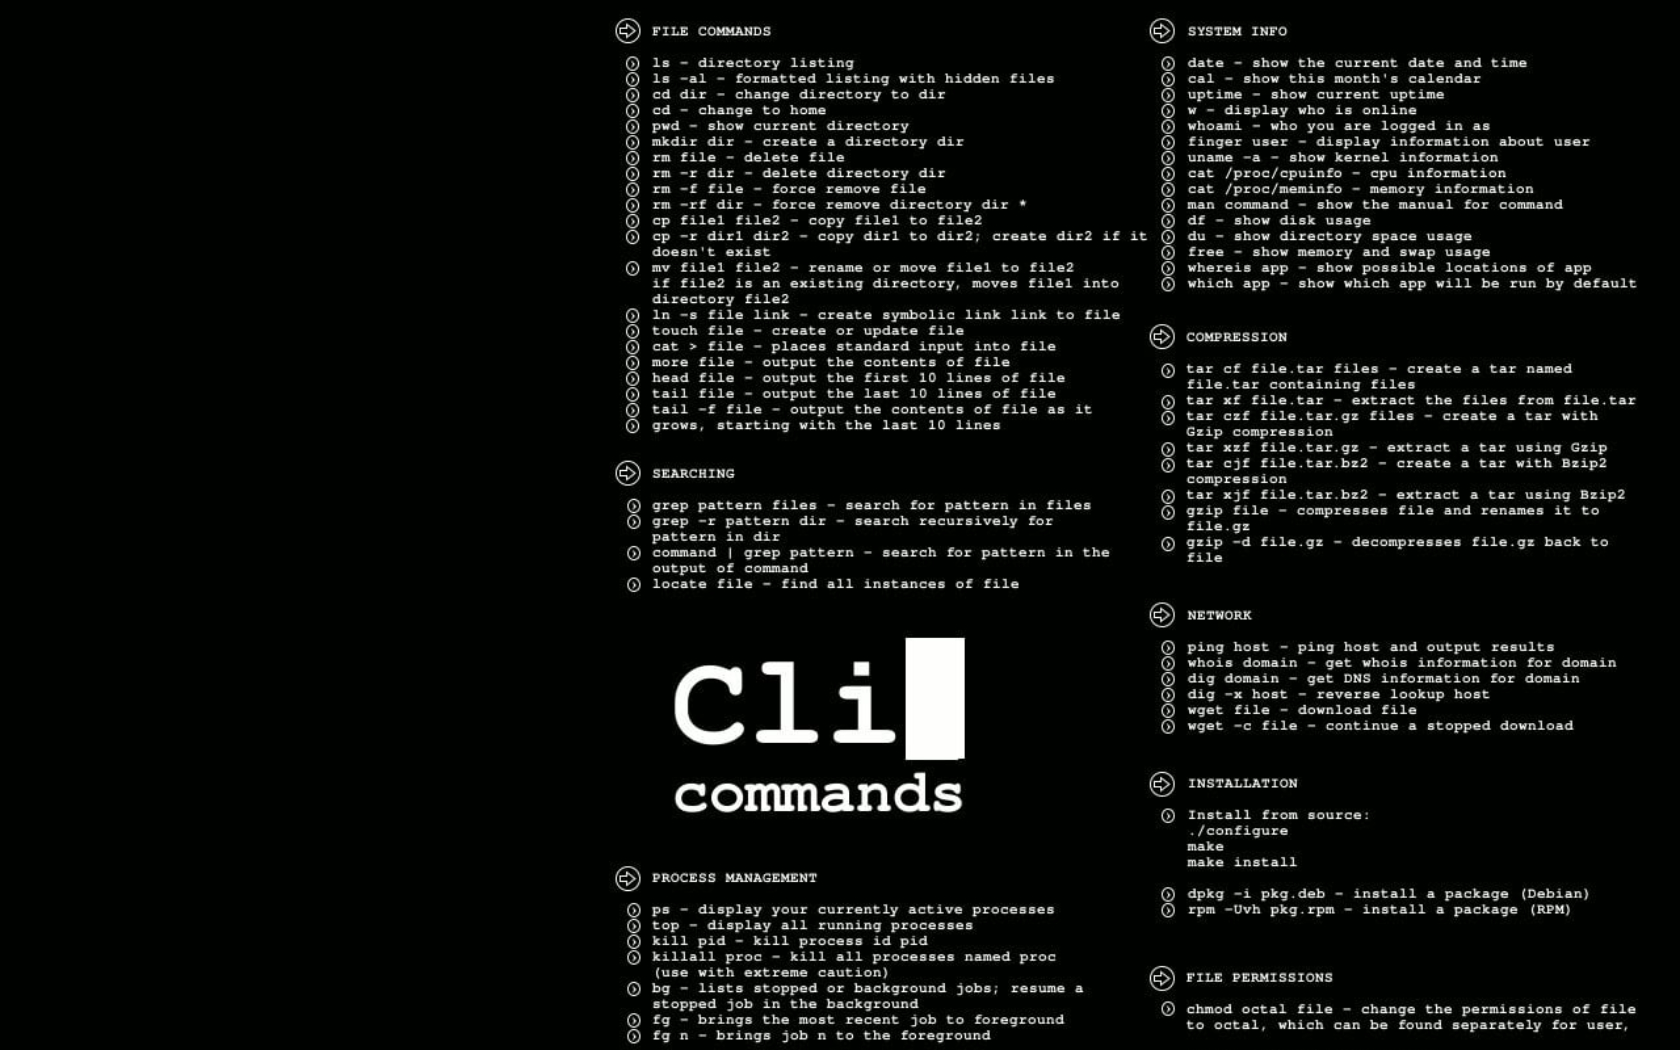 FILE COMMANDS
ls - directory listing
ls -al - formatted listing with hidden files
cd dir - change directory to dir
cd - change to home
pwd - show current directory
mkdir dir - create a directory dir
rm file - delete file
rm -r dir - delete directory dir
rm -f file - force remove file
rm -rf dir - force remove directory dir *
cp file1 file2 - copy file1 to file2
cp -r dir1 dir2 - copy dir1 to dir2; create dir2 if it
doesn't exist
mv file1 file2 - rename or move file1 to file2
if file2 is an existing directory, moves file1 into
directory file2
ln -s file link - create symbolic link link to file
touch file - create or update file
cat > file - places standard input into file
more file - output the contents of file
head file - output the first 10 lines of file
tail file - output the last 10 lines of file
tail -f file - output the contents of file as it
grows, starting with the last 10 lines
SEARCHING
grep pattern files - search for pattern in files
grep -r pattern dir - search recursively for
pattern in dir
command | grep pattern - search for pattern in the
output of command
locate file - find all instances of file
Cli
commands
PROCESS MANAGEMENT
ps - display your currently active processes
top - display all running processes
kill pid - kill process id pid
killall proc - kill all processes named proc
(use with extreme caution)
bg - lists stopped or background jobs; resume a
stopped job in the background
fg - brings the most recent job to foreground
fg n - brings job n to the foreground
SYSTEM INFO
date - show the current date and time
cal - show this month's calendar
uptime - show current uptime
w - display who is online
whoami - who you are logged in as
finger user - display information about user
uname -a - show kernel information
cat /proc/cpuinfo - cpu information
cat /proc/meminfo - memory information
man command - show the manual for command
df - show disk usage
du - show directory space usage
free - show memory and swap usage
whereis app - show possible locations of app
which app - show which app will be run by default
COMPRESSION
tar cf file.tar files - create a tar named
file.tar containing files
tar xf file.tar - extract the files from file.tar
tar czf file.tar.gz files - create a tar with
Gzip compression
tar xzf file.tar.gz - extract a tar using Gzip
tar cjf file.tar.bz2 - create a tar with Bzip2
compression
tar xjf file.tar.bz2 - extract a tar using Bzip2
gzip file - compresses file and renames it to
file.gz
gzip -d file.gz - decompresses file.gz back to
file
NETWORK
ping host - ping host and output results
whois domain - get whois information for domain
dig domain - get DNS information for domain
dig -x host - reverse lookup host
wget file - download file
wget -c file - continue a stopped download
INSTALLATION
Install from source:
./configure
make
make install
dpkg -i pkg.deb - install a package (Debian)
rpm -Uvh pkg.rpm - install a package (RPM)
FILE PERMISSIONS
chmod octal file - change the permissions of file
to octal, which can be found separately for user,